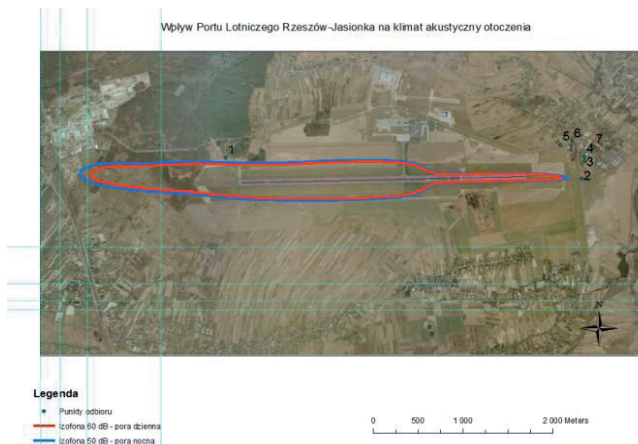 Wpływ Portu Lotniczego Rzeszów-Jasionka na klimat akustyczny otoczenia
1
5
6
7
4
3
2
N
Legenda
Punkty odbioru
Izofona 60 dB - pora dzienna
Izofona 50 dB - pora nocna
0 500 1 000 2 000 Meters